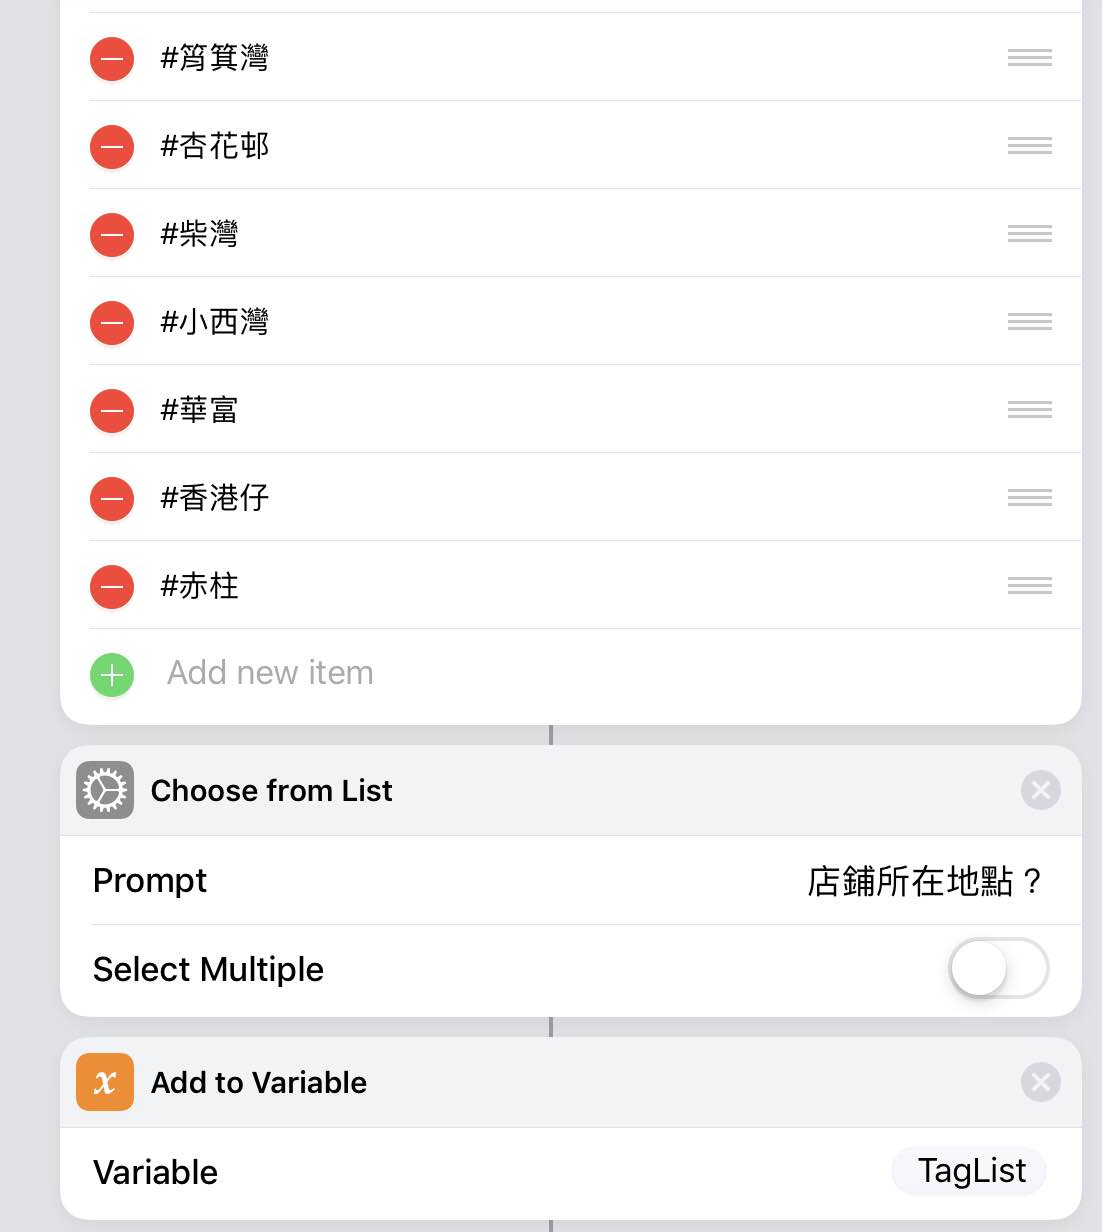 #筲箕灣
#杏花邨
#柴灣
#小西灣
#華富
#香港仔
#赤柱
Add new item
Choose from List
Prompt 店鋪所在地點？
Select Multiple
x Add to Variable
Variable TagList